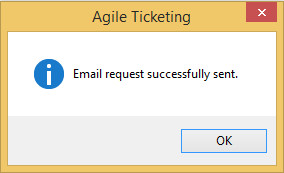 Agile Ticketing
Email request successfully sent.
OK